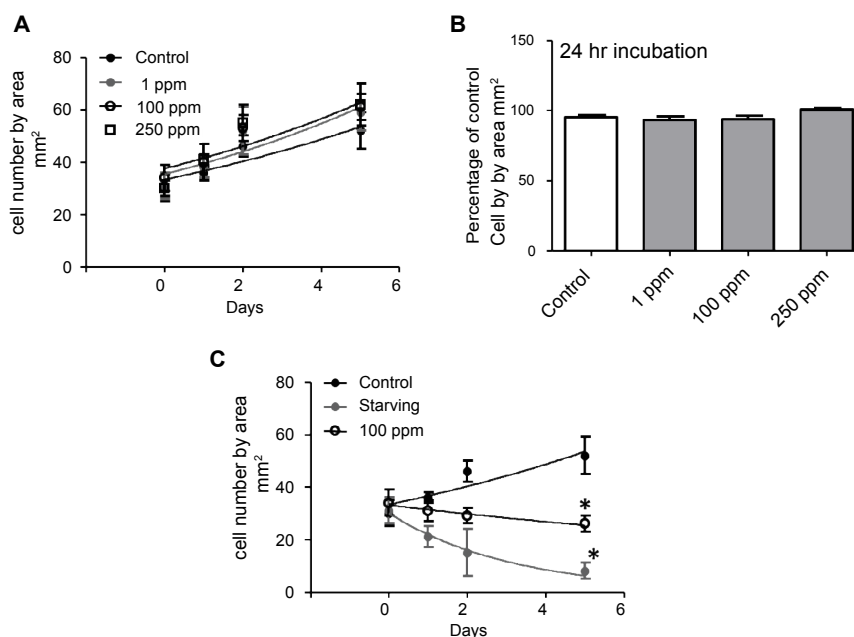 A
cell number by area
mm²
80
60
40
20
0
Control
1 ppm
100 ppm
250 ppm
0
2
4
6
Days
B
Percentage of control
Cell by by area mm²
150
100
50
0
24 hr incubation
Control
1 ppm
100 ppm
250 ppm
C
cell number by area
mm²
80
60
40
20
0
Control
Starving
100 ppm
*
*
0
2
4
6
Days